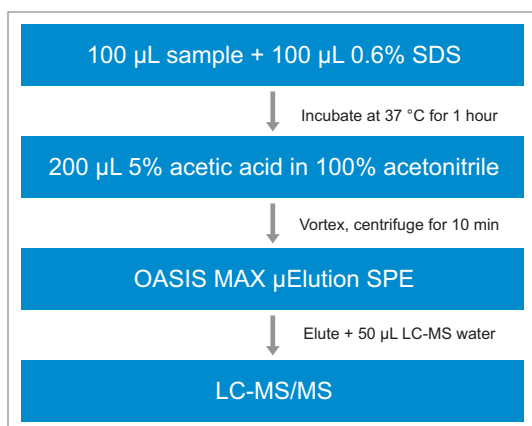 100 µL sample + 100 µL 0.6% SDS
Incubate at 37 °C for 1 hour
200 µL 5% acetic acid in 100% acetonitrile
Vortex, centrifuge for 10 min
OASIS MAX µElution SPE
Elute + 50 µL LC-MS water
LC-MS/MS